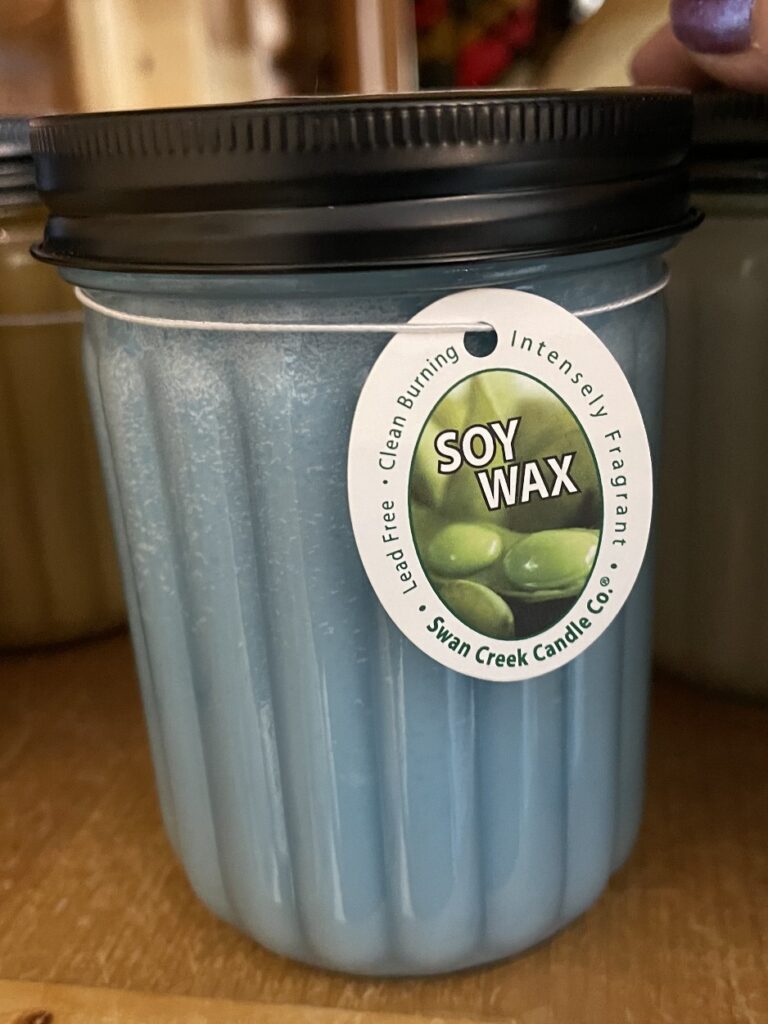 Lead Free • Clean Burning
Intensely Fragrant
SOY
WAX
• Swan Creek Candle Co.® •